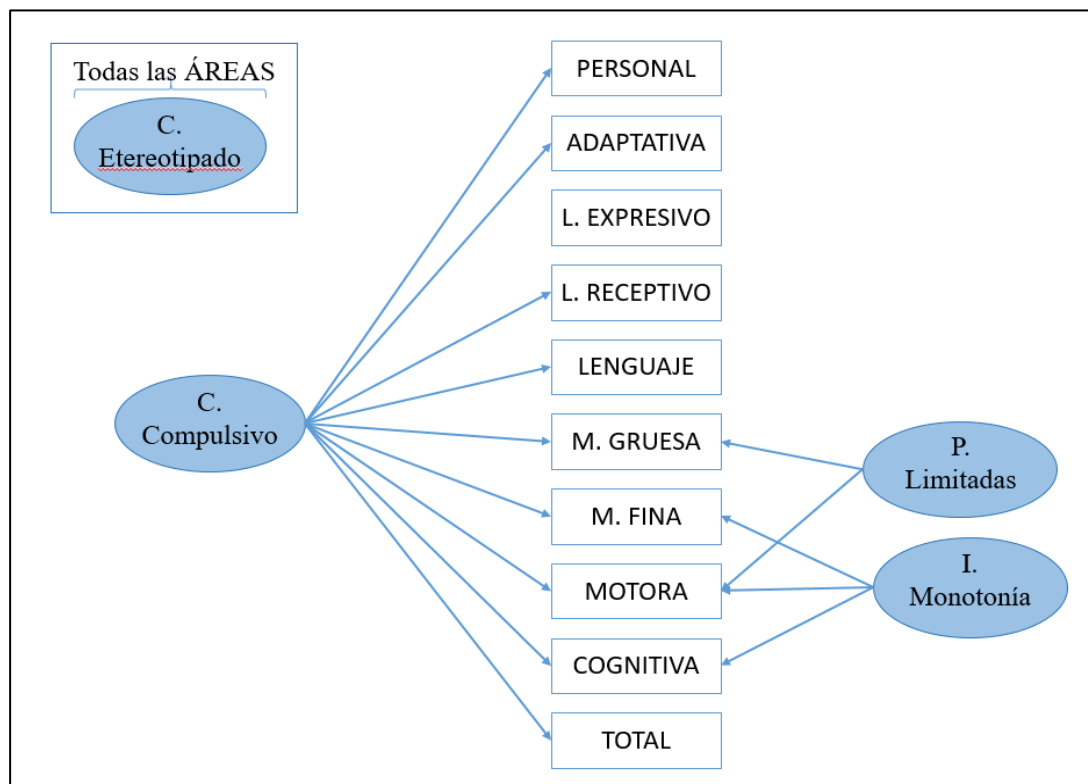 Todas las ÁREAS
C.
Etereotipado
PERSONAL
ADAPTATIVA
L. EXPRESIVO
L. RECEPTIVO
LENGUAJE
C.
Compulsivo
M. GRUESA
M. FINA
MOTORA
COGNITIVA
TOTAL
P.
Limitadas
I.
Monotonía